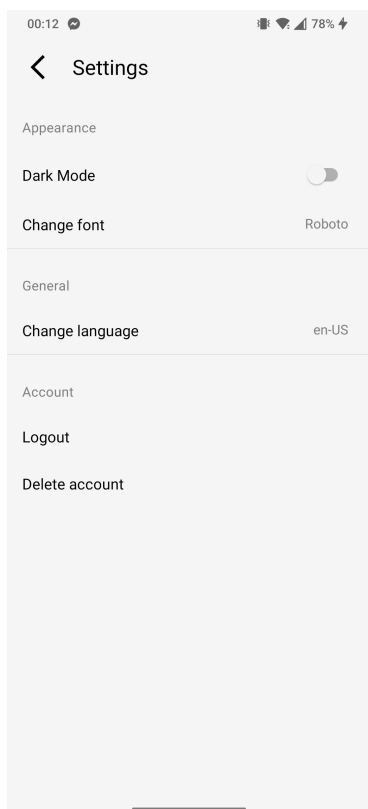 00:12 78%
Settings
Appearance
Dark Mode
Change font Roboto
General
Change language en-US
Account
Logout
Delete account